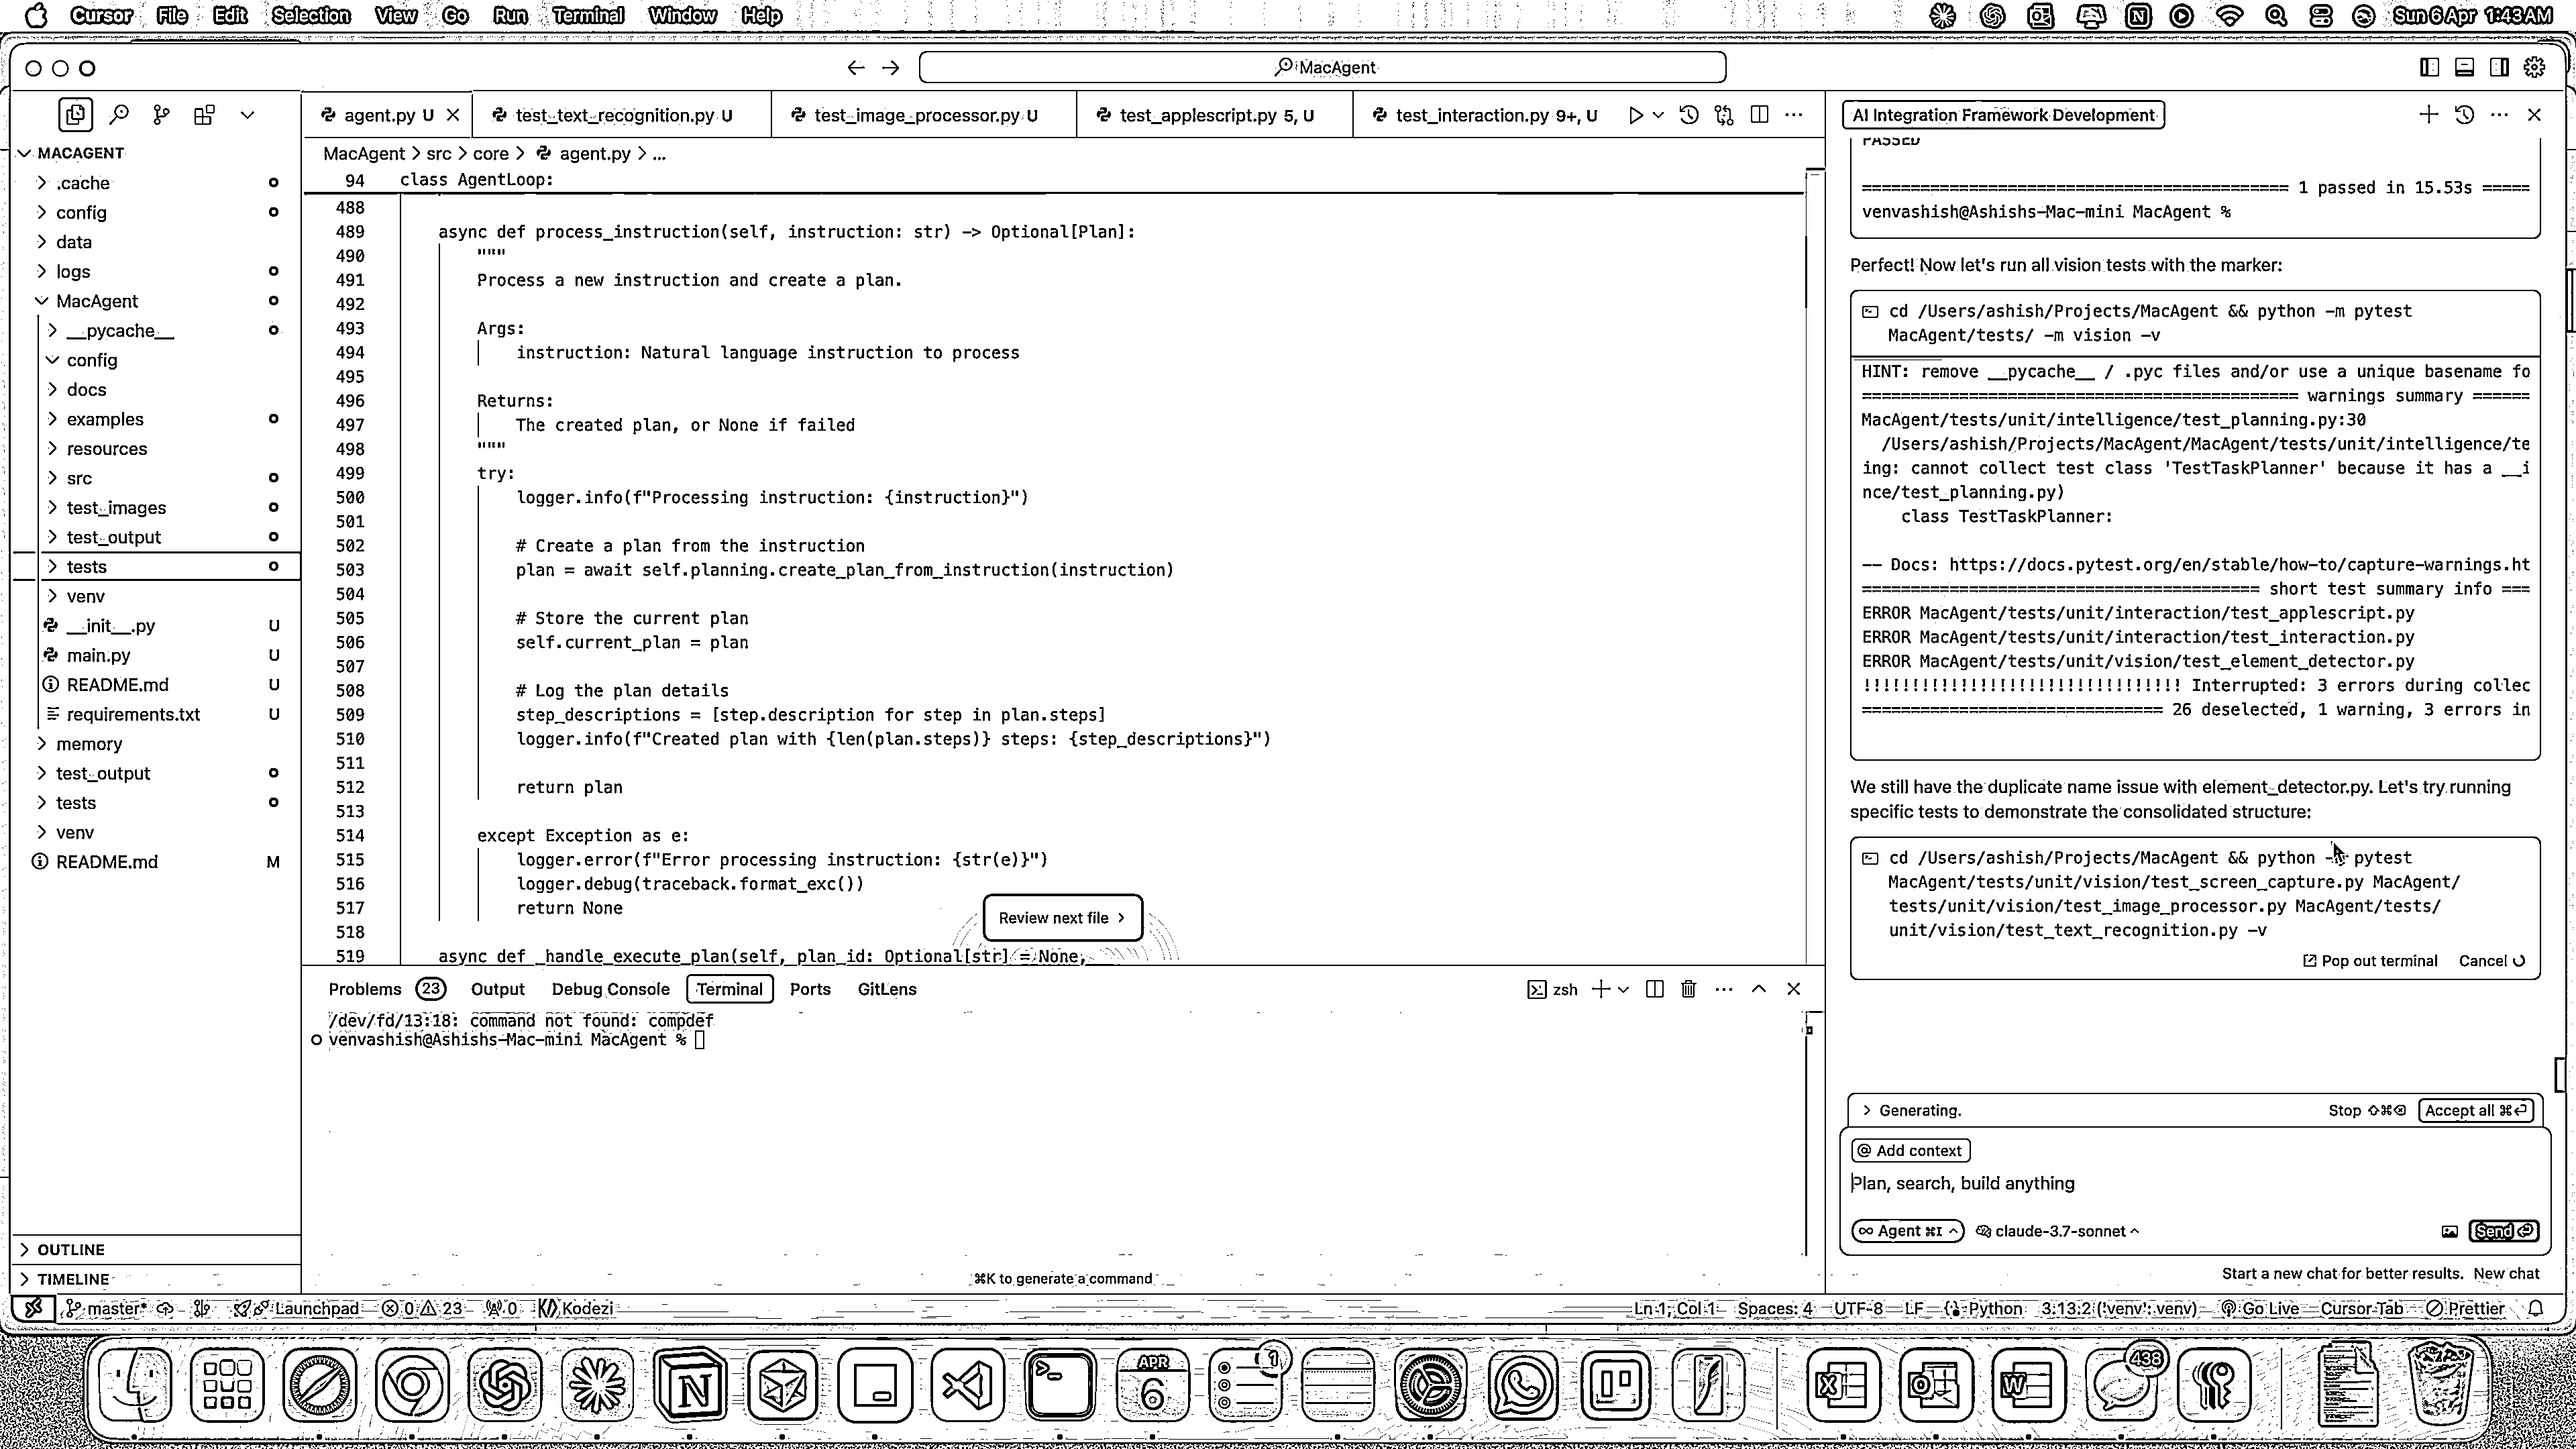 Cursor File Edit Selection View Go Run Terminal Window Help
Sun 6 Apr 1:43AM
MacAgent
agent.py U
test_text_recognition.py U
test_image_processor.py U
test_applescript.py 5, U
test_interaction.py 9+, U
MACAGENT
.cache
config
data
logs
MacAgent
__pycache__
config
docs
examples
resources
src
test_images
test_output
tests
venv
__init__.py U
main.py U
README.md U
requirements.txt U
memory
test_output
tests
venv
README.md M
OUTLINE
TIMELINE
MacAgent > src > core > agent.py > ...
94 class AgentLoop:
488
489 async def process_instruction(self, instruction: str) -> Optional[Plan]:
490 """
491 Process a new instruction and create a plan.
492
493 Args:
494 instruction: Natural language instruction to process
495
496 Returns:
497 The created plan, or None if failed
498 """
499 try:
500 logger.info(f"Processing instruction: {instruction}")
501
502 # Create a plan from the instruction
503 plan = await self.planning.create_plan_from_instruction(instruction)
504
505 # Store the current plan
506 self.current_plan = plan
507
508 # Log the plan details
509 step_descriptions = [step.description for step in plan.steps]
510 logger.info(f"Created plan with {len(plan.steps)} steps: {step_descriptions}")
511
512 return plan
513
514 except Exception as e:
515 logger.error(f"Error processing instruction: {str(e)}")
516 logger.debug(traceback.format_exc())
517 return None
518
519 async def _handle_execute_plan(self, plan_id: Optional[str] = None,
Review next file >
Problems 23 Output Debug Console Terminal Ports GitLens
zsh
/dev/fd/13:18: command not found: compdef
venvashish@Ashishs-Mac-mini MacAgent %
⌘K to generate a command
AI Integration Framework Development
PASSED
=========================================== 1 passed in 15.53s =====
venvashish@Ashishs-Mac-mini MacAgent %
Perfect! Now let's run all vision tests with the marker:
cd /Users/ashish/Projects/MacAgent && python -m pytest
MacAgent/tests/ -m vision -v
HINT: remove __pycache__ / .pyc files and/or use a unique basename fo
============================================ warnings summary ======
MacAgent/tests/unit/intelligence/test_planning.py:30
/Users/ashish/Projects/MacAgent/MacAgent/tests/unit/intelligence/te
ing: cannot collect test class 'TestTaskPlanner' because it has a __i
nce/test_planning.py)
class TestTaskPlanner:
-- Docs: https://docs.pytest.org/en/stable/how-to/capture-warnings.ht
======================================== short test summary info ===
ERROR MacAgent/tests/unit/interaction/test_applescript.py
ERROR MacAgent/tests/unit/interaction/test_interaction.py
ERROR MacAgent/tests/unit/vision/test_element_detector.py
!!!!!!!!!!!!!!!!!!!!!!!!!!!!!!!! Interrupted: 3 errors during collec
============================== 26 deselected, 1 warning, 3 errors in
We still have the duplicate name issue with element_detector.py. Let's try running
specific tests to demonstrate the consolidated structure:
cd /Users/ashish/Projects/MacAgent && python - pytest
MacAgent/tests/unit/vision/test_screen_capture.py MacAgent/
tests/unit/vision/test_image_processor.py MacAgent/tests/
unit/vision/test_text_recognition.py -v
Pop out terminal Cancel
Generating.
Stop ⇧⌘⌫ Accept all ⌘⏎
@ Add context
Plan, search, build anything
∞ Agent ⌘I claude-3.7-sonnet
Send
Start a new chat for better results. New chat
master* Launchpad 0 23 0 Kodezi
Ln 1, Col 1 Spaces: 4 UTF-8 LF Python 3.13.2 ('venv': venv) Go Live Cursor Tab Prettier
APR
6
1
438
N
X
O
W